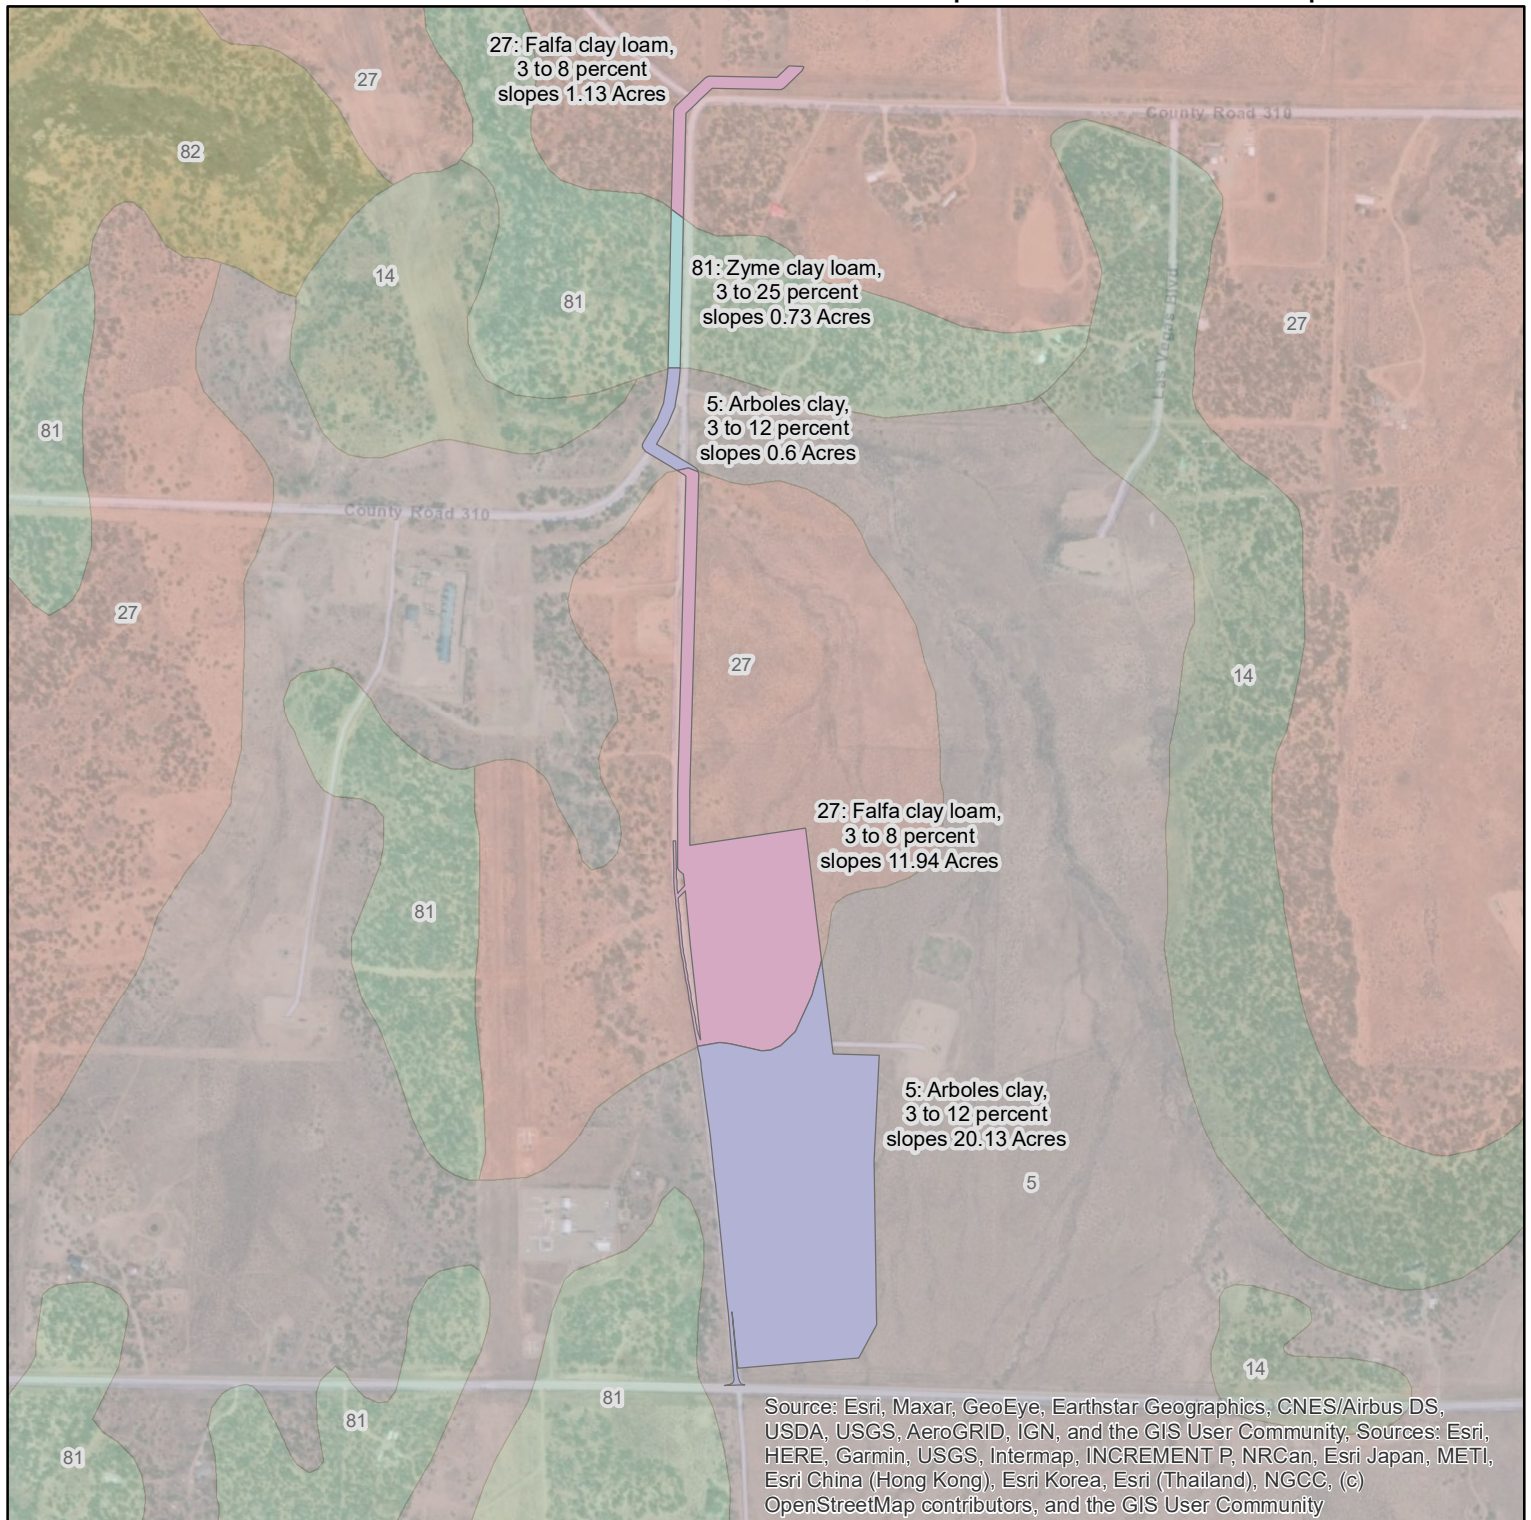 27: Falfa clay loam,
3 to 8 percent
slopes 1.13 Acres
27
County Road 310
82
81: Zyme clay loam,
3 to 25 percent
slopes 0.73 Acres
14
81
27
Las Vegas Blvd
5: Arboles clay,
3 to 12 percent
slopes 0.6 Acres
81
County Road 310
27
27
14
27: Falfa clay loam,
3 to 8 percent
slopes 11.94 Acres
81
5: Arboles clay,
3 to 12 percent
slopes 20.13 Acres
5
14
81
81
81
Source: Esri, Maxar, GeoEye, Earthstar Geographics, CNES/Airbus DS,
USDA, USGS, AeroGRID, IGN, and the GIS User Community, Sources: Esri,
HERE, Garmin, USGS, Intermap, INCREMENT P, NRCan, Esri Japan, METI,
Esri China (Hong Kong), Esri Korea, Esri (Thailand), NGCC, (c)
OpenStreetMap contributors, and the GIS User Community